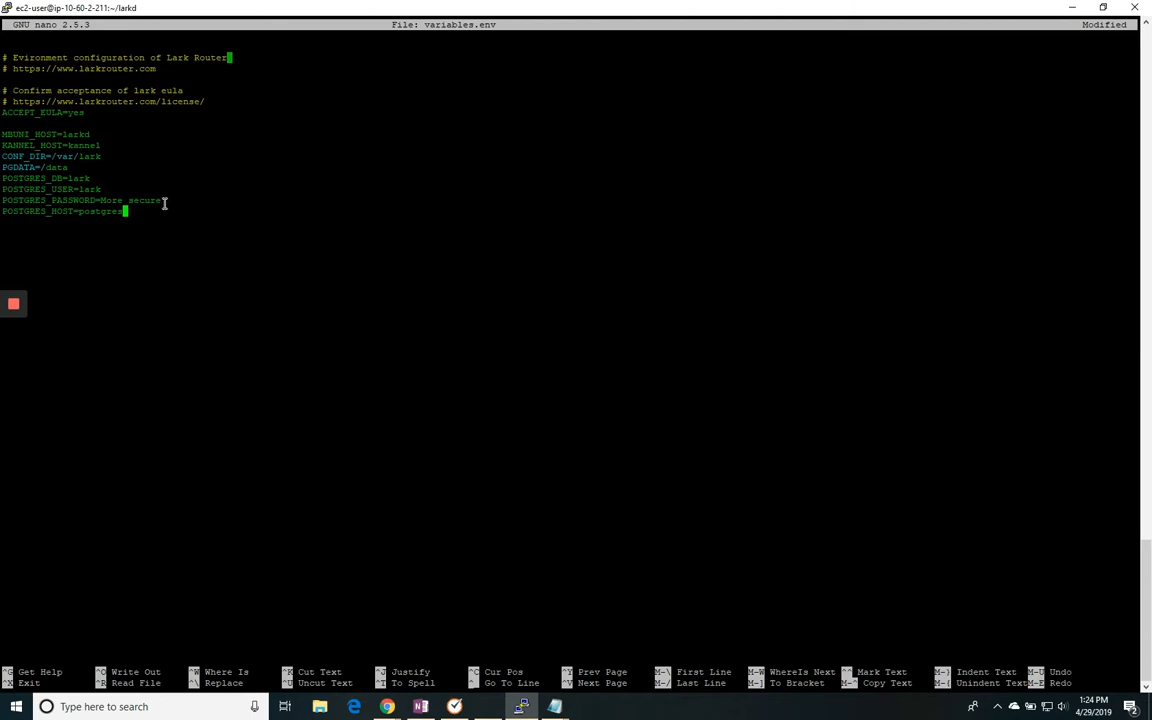 ec2-user@ip-10-60-2-211:~/larkd
GNU nano 2.5.3 File: variables.env Modified
# Evironment configuration of Lark Router
# https://www.larkrouter.com
# Confirm acceptance of lark eula
# https://www.larkrouter.com/license/
ACCEPT_EULA=yes
MBUNI_HOST=larkd
KANNEL_HOST=kannel
CONF_DIR=/var/lark
PGDATA=/data
POSTGRES_DB=lark
POSTGRES_USER=lark
POSTGRES_PASSWORD=More secure
POSTGRES_HOST=postgres
^G Get Help ^O Write Out ^W Where Is ^K Cut Text ^J Justify ^C Cur Pos ^Y Prev Page M-\ First Line M-W WhereIs Next ^^ Mark Text M-} Indent Text M-U Undo
^X Exit ^R Read File ^\ Replace ^U Uncut Text ^T To Spell ^_ Go To Line ^V Next Page M-/ Last Line M-] To Bracket M-^ Copy Text M-{ Unindent Text M-E Redo
Type here to search
1:24 PM
4/29/2019
2